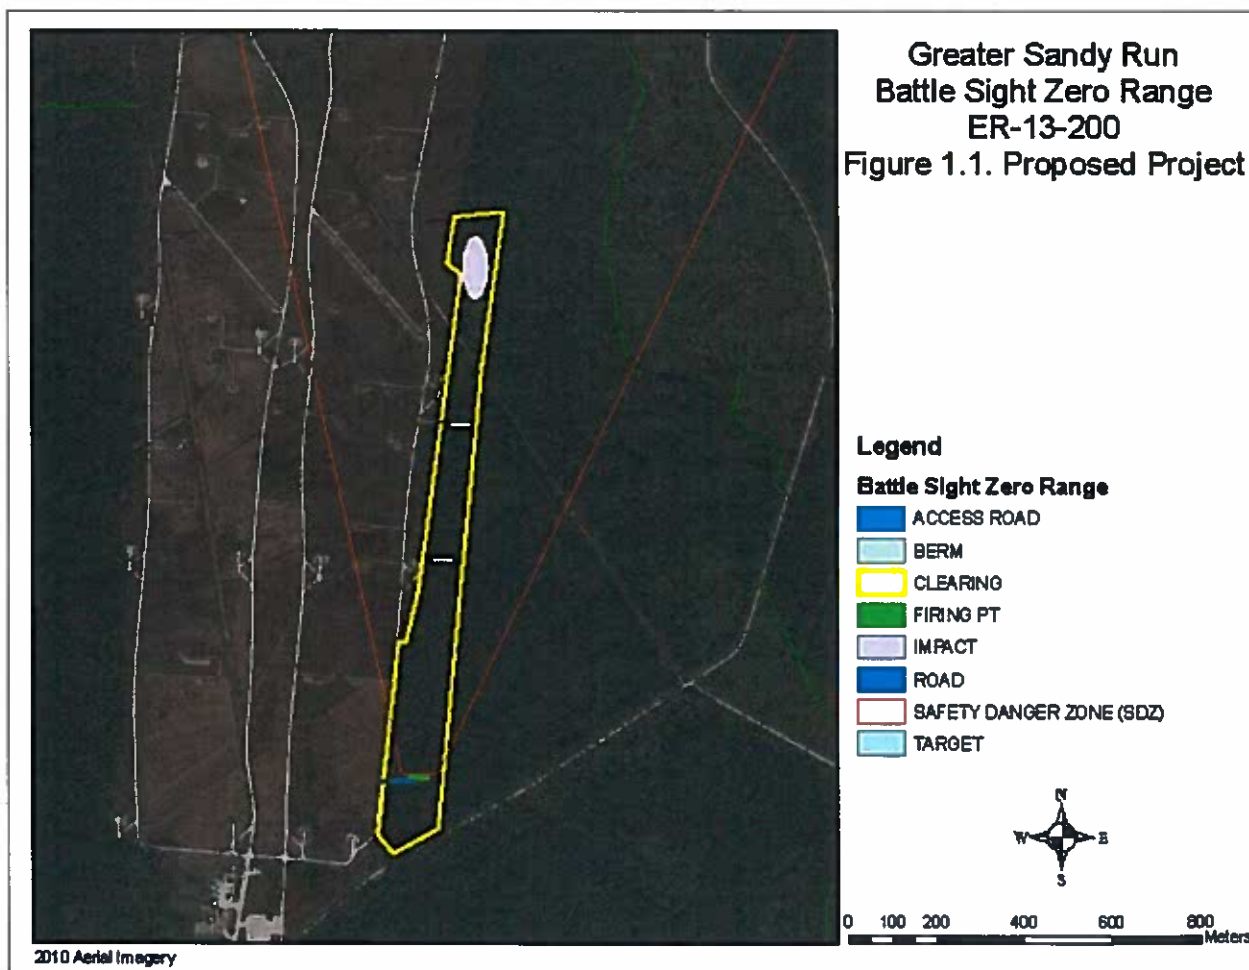 Greater Sandy Run
Battle Sight Zero Range
ER-13-200
Figure 1.1. Proposed Project
Legend
Battle Sight Zero Range
ACCESS ROAD
BERM
CLEARING
FIRING PT
IMPACT
ROAD
SAFETY DANGER ZONE (SDZ)
TARGET
N
W E
S
0 100 200 400 600 800
Meters
2010 Aerial Imagery